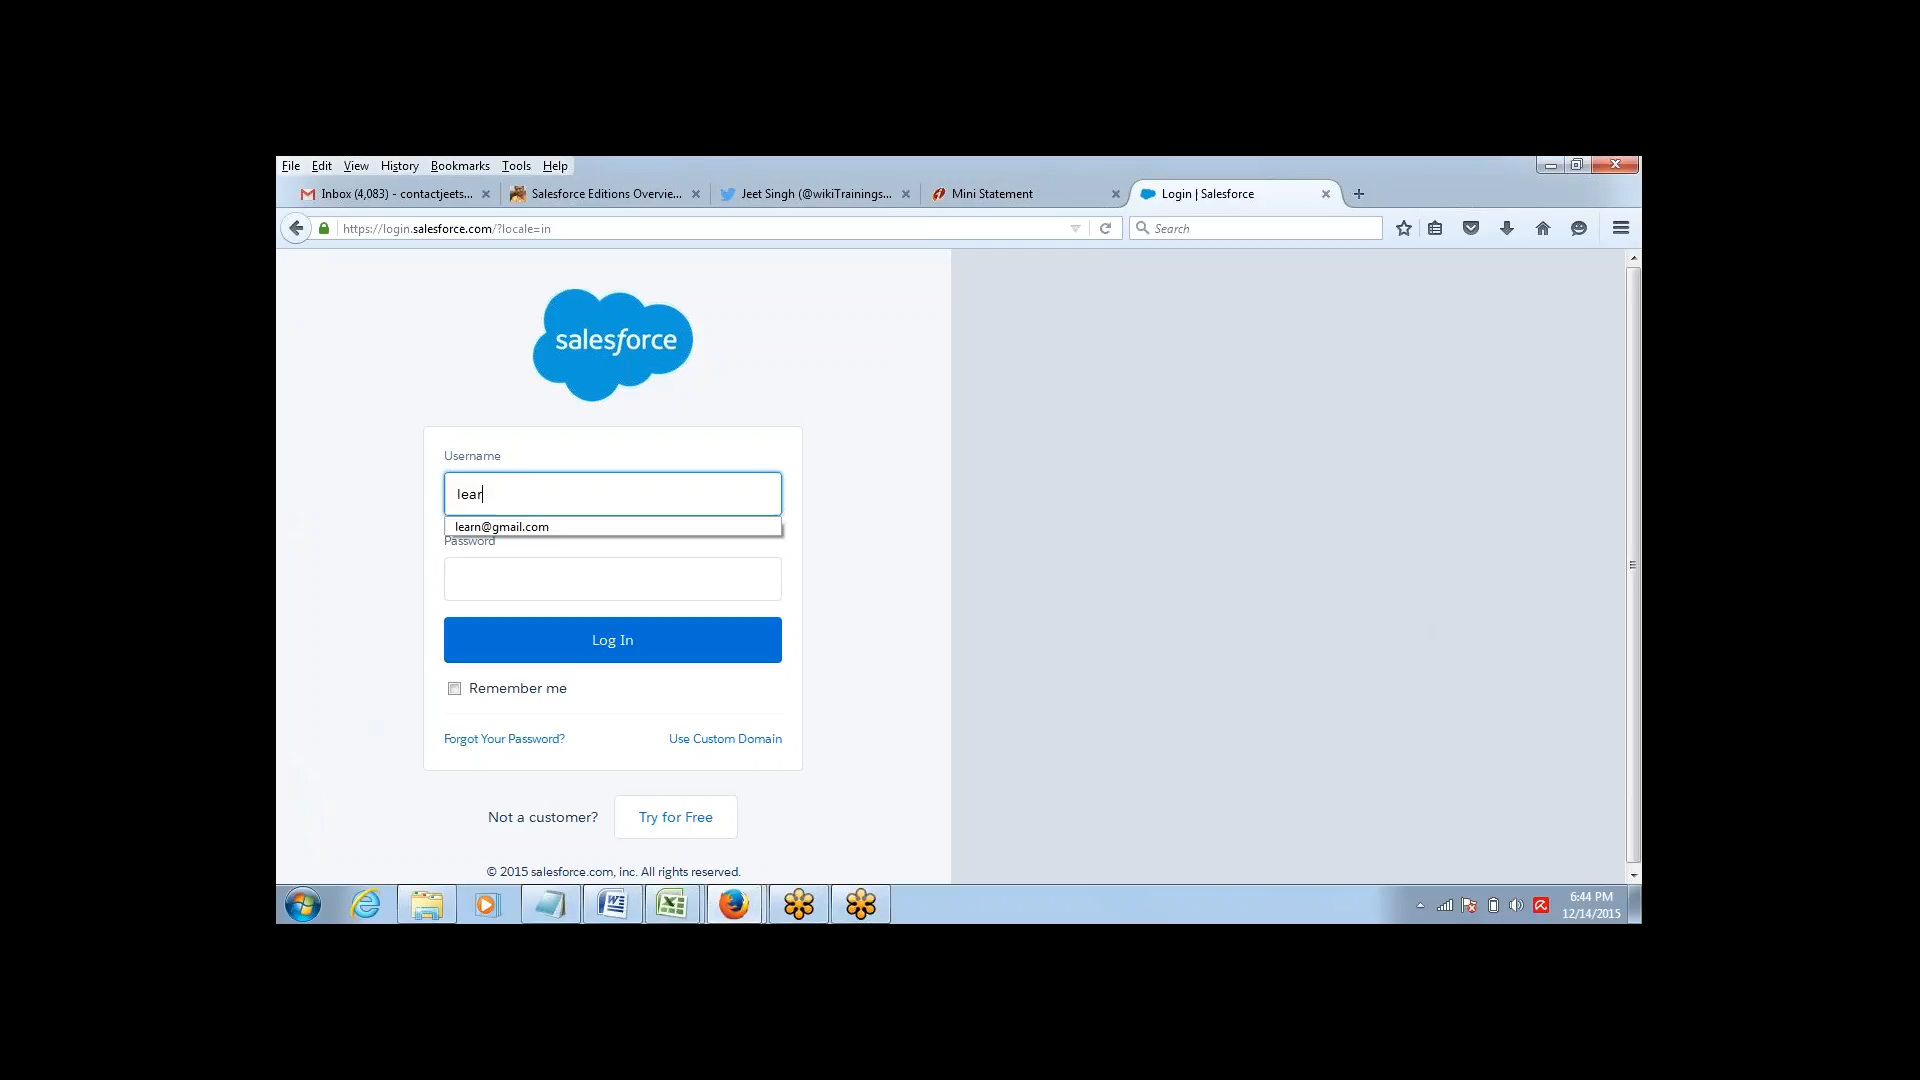 File Edit View History Bookmarks Tools Help
Inbox (4,083) - contactjeets... Salesforce Editions Overvie... Jeet Singh (@wikiTrainings... Mini Statement Login | Salesforce
https://login.salesforce.com/?locale=in Search
salesforce
Username
lear
learn@gmail.com
Password
Log In
Remember me
Forgot Your Password? Use Custom Domain
Not a customer? Try for Free
© 2015 salesforce.com, inc. All rights reserved.
6:44 PM
12/14/2015